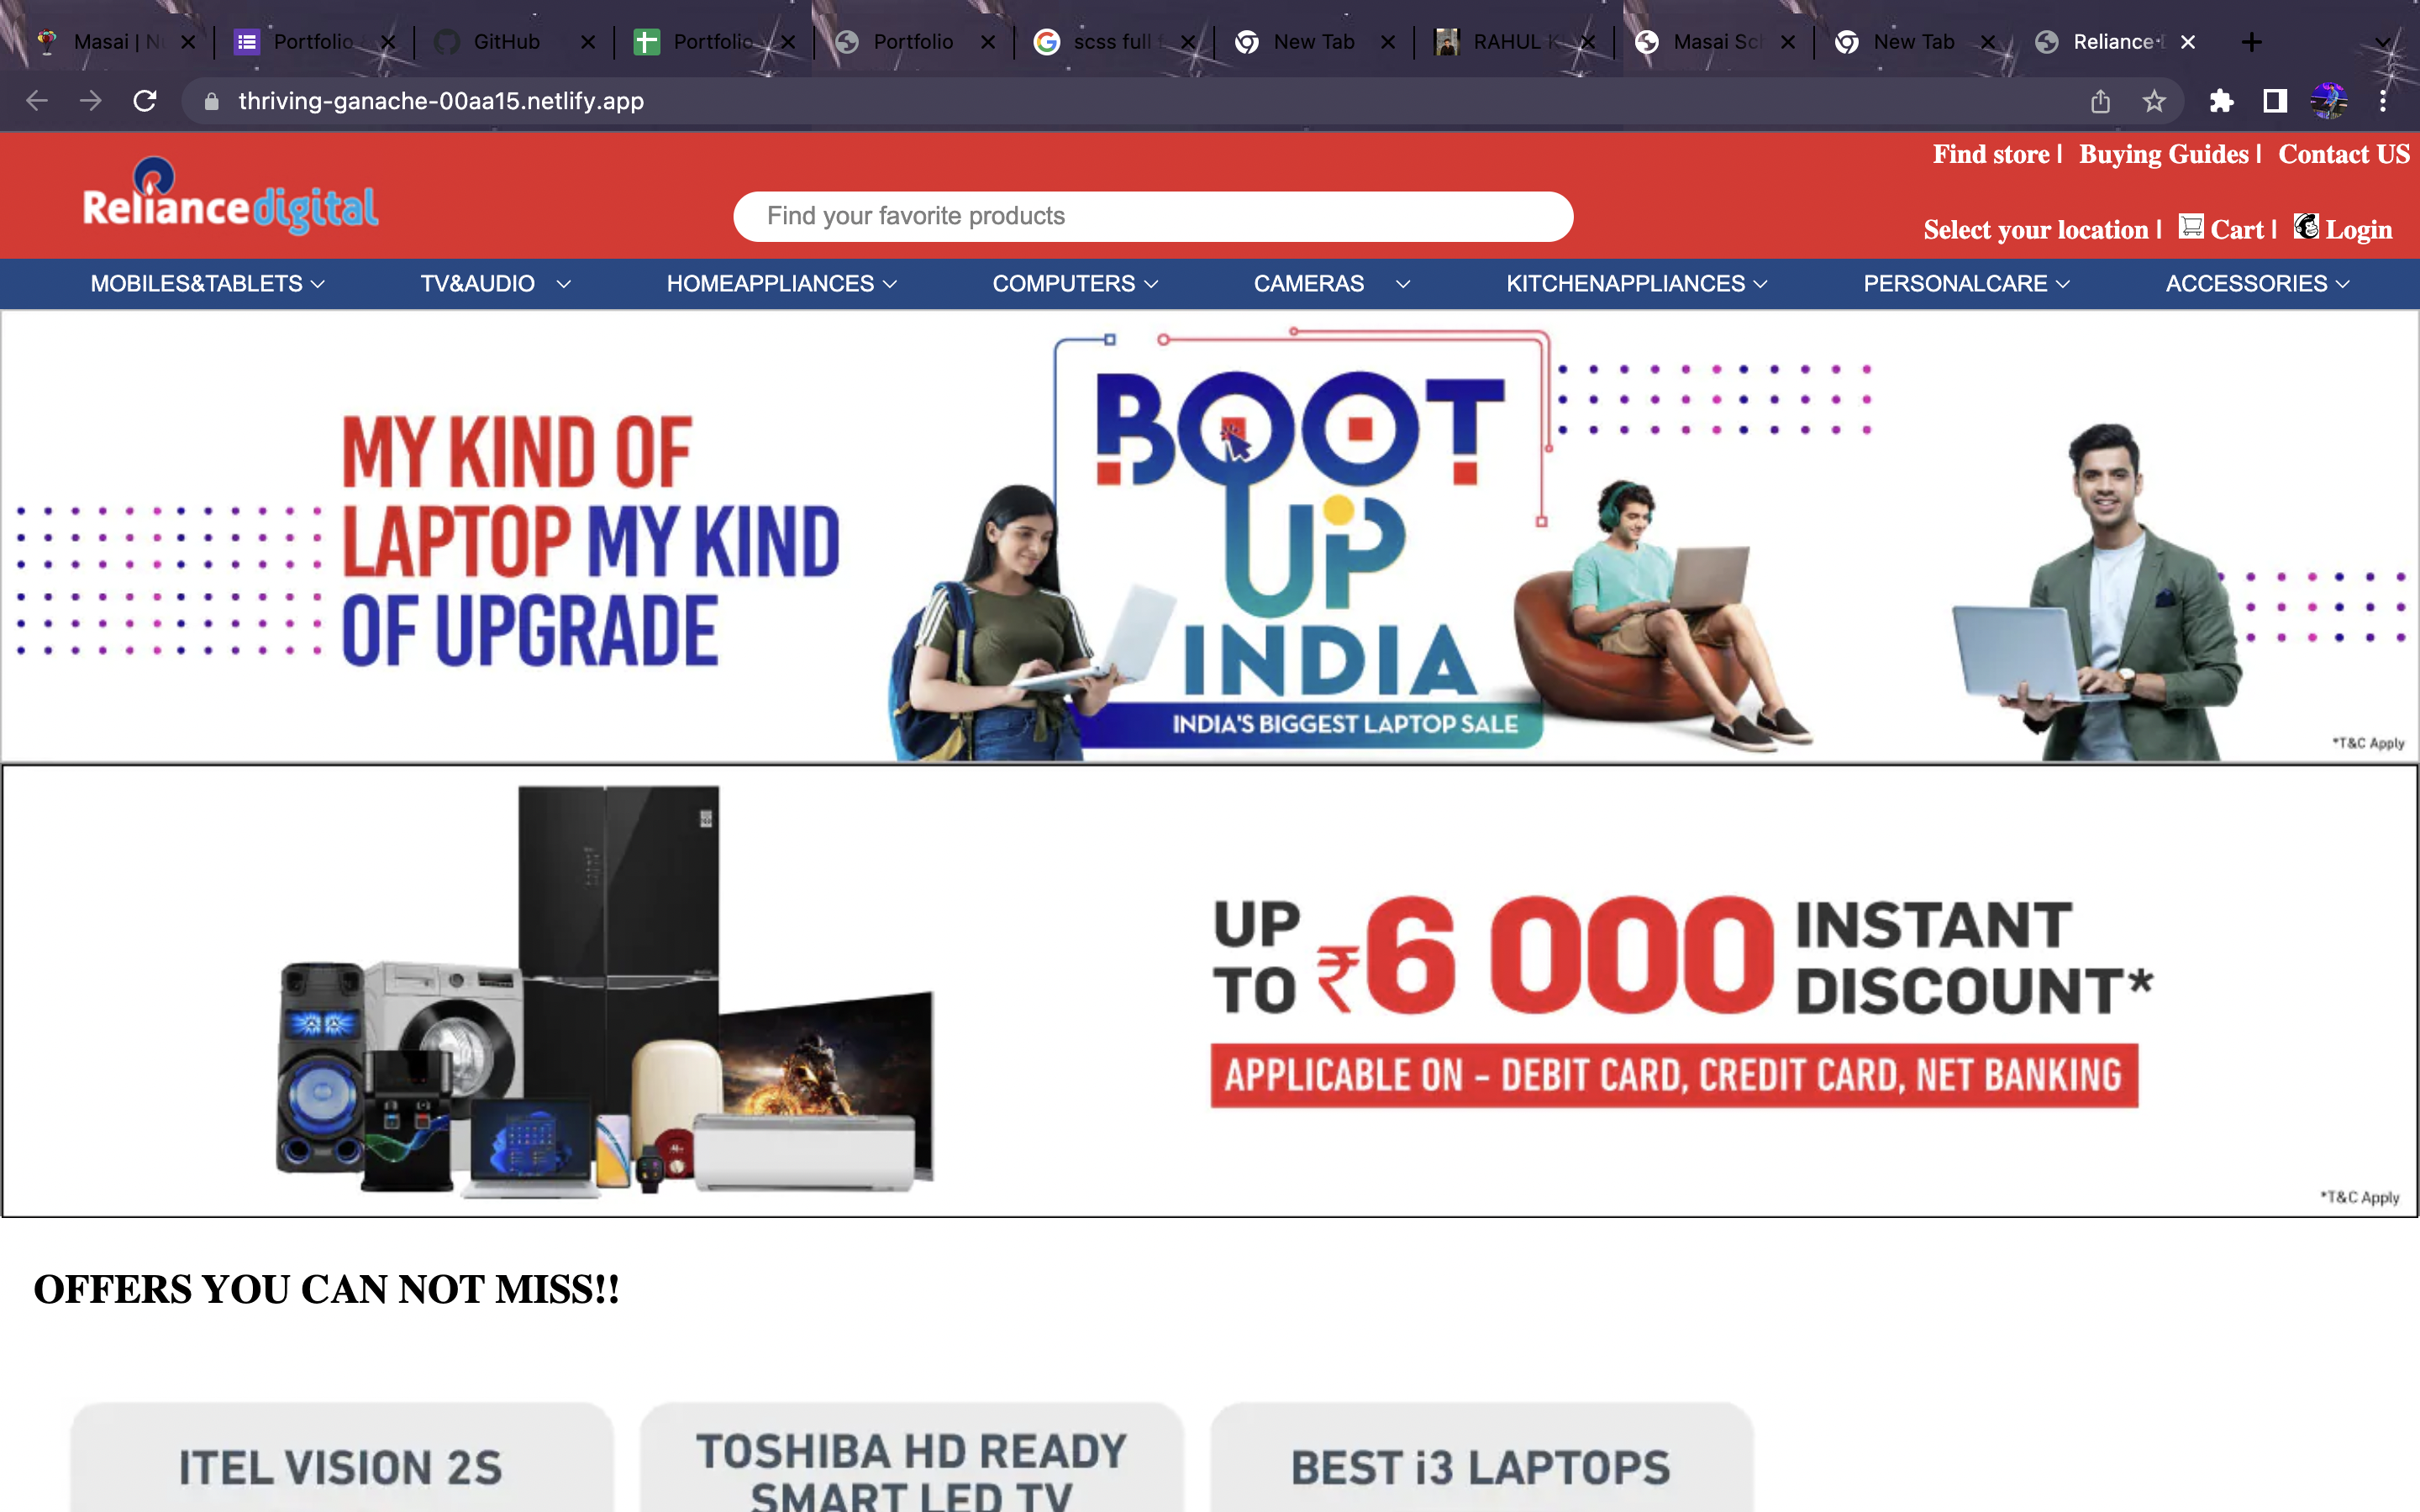 Masai | N
Portfolio
GitHub
Portfolio
Portfolio
scss full
New Tab
RAHUL K
Masai Sc
New Tab
Reliance
thriving-ganache-00aa15.netlify.app
Find store | Buying Guides | Contact US
Reliance digital
Find your favorite products
Select your location | Cart | Login
MOBILES&TABLETS TV&AUDIO HOMEAPPLIANCES COMPUTERS CAMERAS KITCHENAPPLIANCES PERSONALCARE ACCESSORIES
MY KIND OF
LAPTOP MY KIND
OF UPGRADE
BOOT
UP
INDIA
INDIA'S BIGGEST LAPTOP SALE
*T&C Apply
UP TO ₹6 000 INSTANT DISCOUNT*
APPLICABLE ON – DEBIT CARD, CREDIT CARD, NET BANKING
*T&C Apply
OFFERS YOU CAN NOT MISS!!
ITEL VISION 2S
TOSHIBA HD READY
SMART LED TV
BEST i3 LAPTOPS